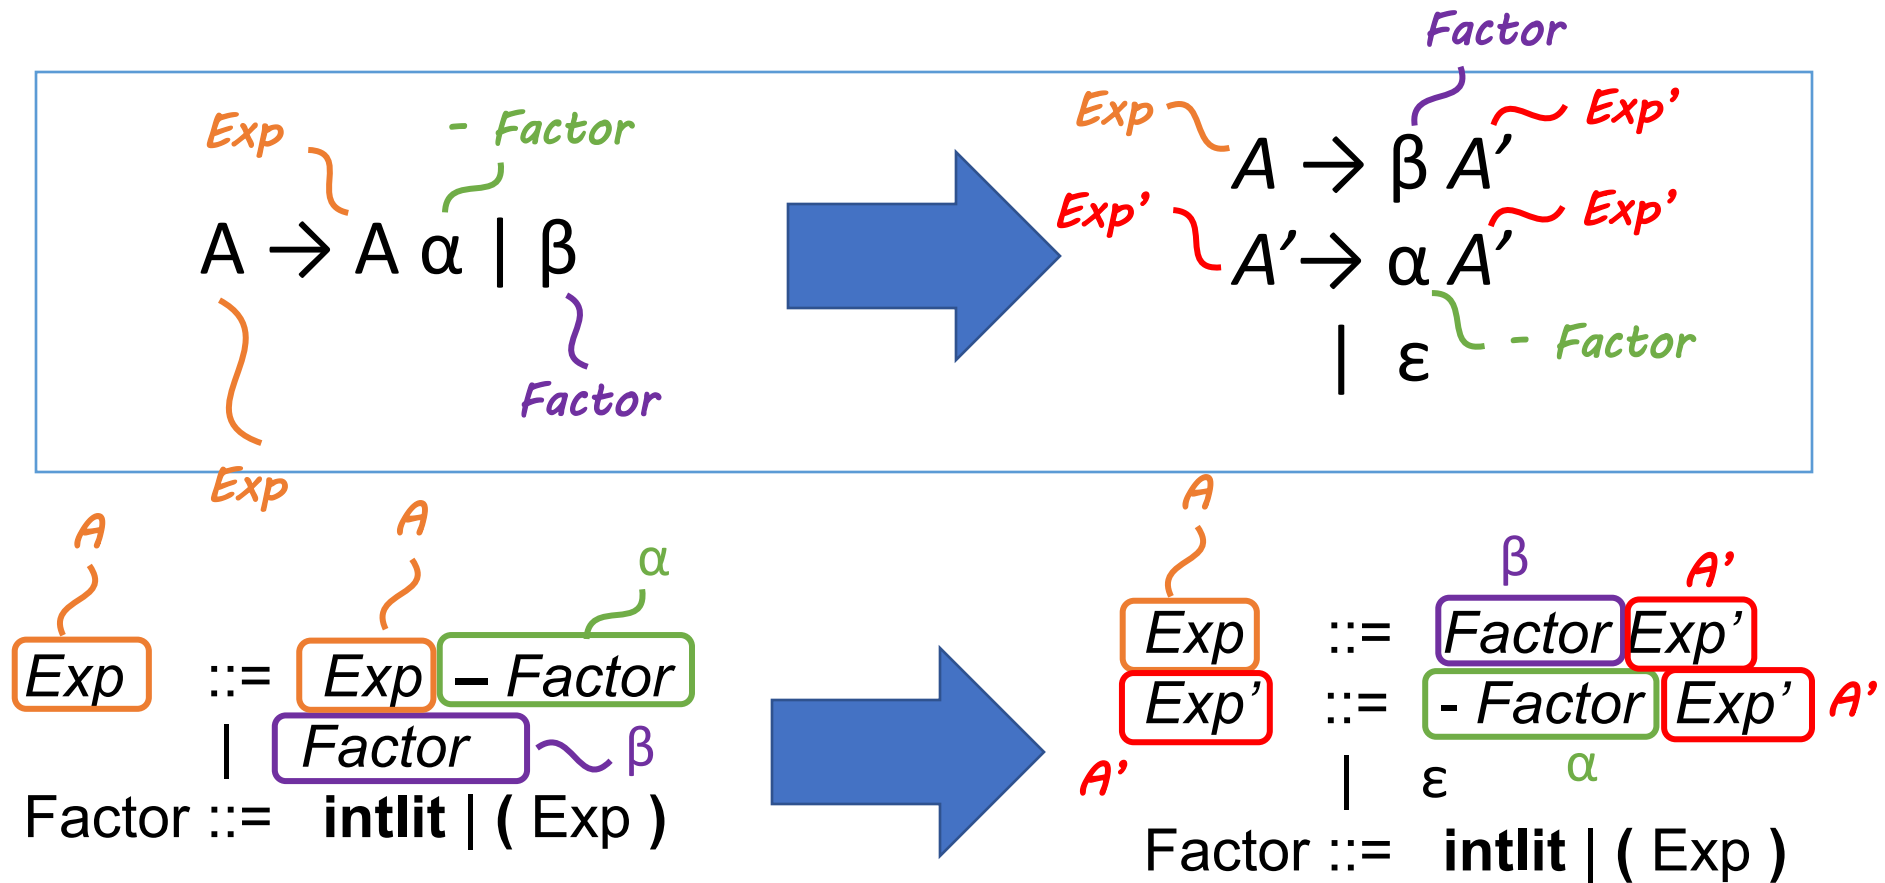 Factor
Exp - Factor
Exp Exp'
A → β A'
Exp' Exp'
A → A α | β
A' → α A'
- Factor
| ε
Factor
Exp
A A α
Exp ::= Exp – Factor
| Factor β
Factor ::= intlit | ( Exp )
A β A'
Exp ::= Factor Exp'
Exp' ::= - Factor Exp' A'
A' | ε α
Factor ::= intlit | ( Exp )